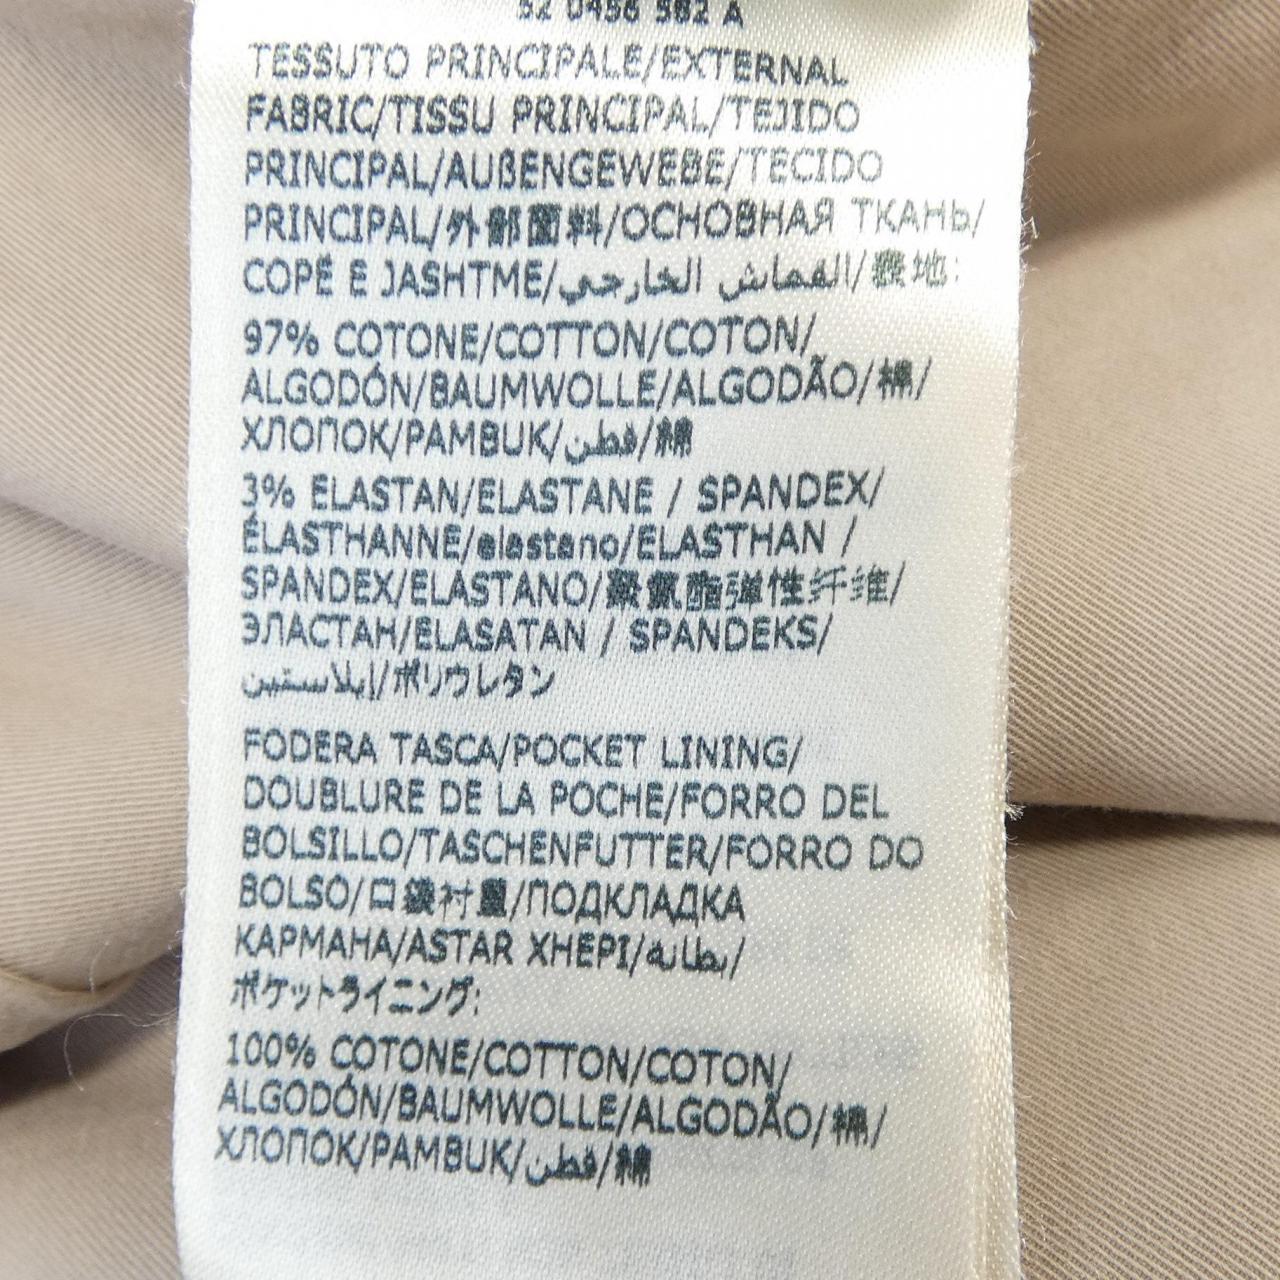 52 0456 582 A
TESSUTO PRINCIPALE/EXTERNAL
FABRIC/TISSU PRINCIPAL/TEJIDO
PRINCIPAL/AUßENGEWEBE/TECIDO
PRINCIPAL/外部面料/ОСНОВНАЯ ТКАНЬ/
COPË E JASHTME/القماش الخارجي/表地:
97% COTONE/COTTON/COTON/
ALGODÓN/BAUMWOLLE/ALGODÃO/棉/
ХЛОПОК/PAMBUK/قطن/綿
3% ELASTAN/ELASTANE / SPANDEX/
ÉLASTHANNE/elastano/ELASTHAN /
SPANDEX/ELASTANO/聚氨酯弹性纤维/
ЭЛАСТАН/ELASATAN / SPANDEKS/
إيلاستين/ポリウレタン
FODERA TASCA/POCKET LINING/
DOUBLURE DE LA POCHE/FORRO DEL
BOLSILLO/TASCHENFUTTER/FORRO DO
BOLSO/口袋衬里/ПОДКЛАДКА
КАРМАНА/ASTAR XHEPI/بطانة/
ポケットライニング:
100% COTONE/COTTON/COTON/
ALGODÓN/BAUMWOLLE/ALGODÃO/棉/
ХЛОПОК/PAMBUK/قطن/綿